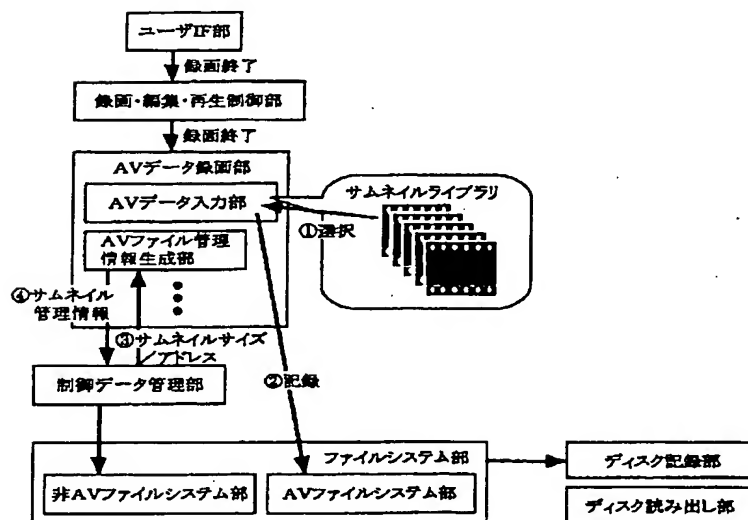 ユーザIF部
録画終了
録画・編集・再生制御部
録画終了
AVデータ録画部
AVデータ入力部
サムネイルライブラリ
①選択
AVファイル管理
情報生成部
④サムネイル
管理情報
③サムネイルサイズ
／アドレス
②記録
制御データ管理部
ファイルシステム部
非AVファイルシステム部
AVファイルシステム部
ディスク記録部
ディスク読み出し部